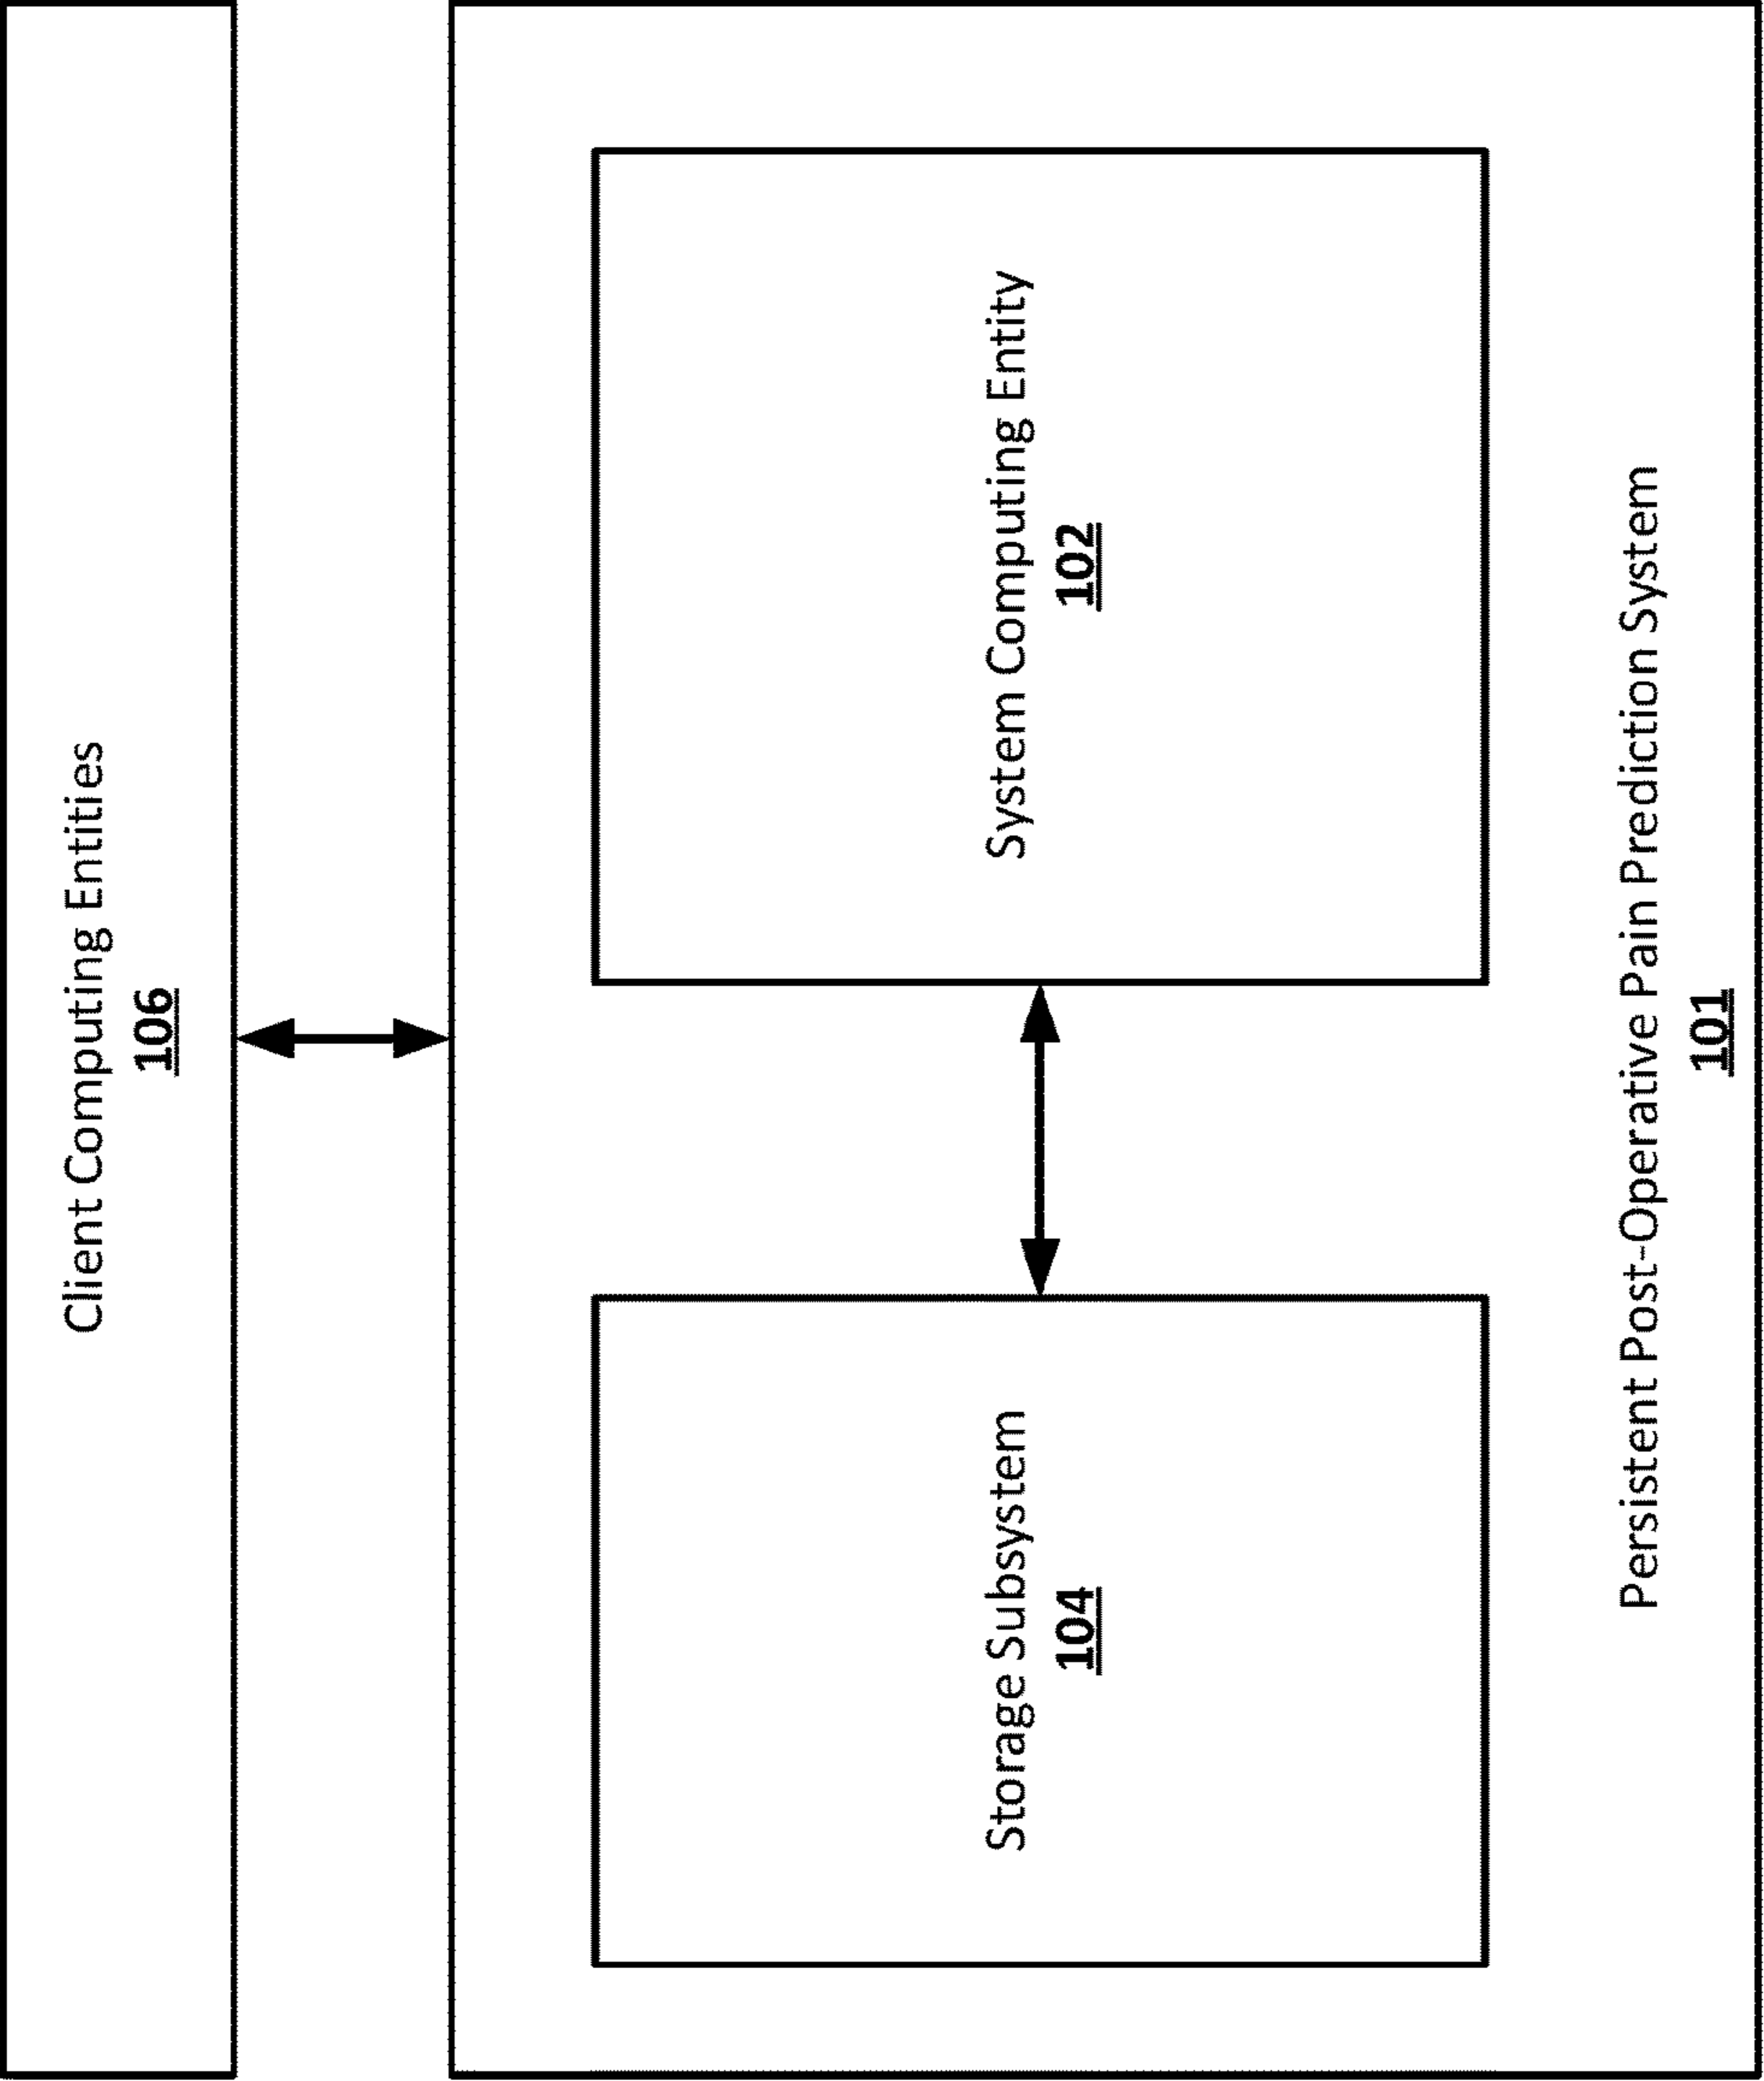 Client Computing Entities
106
Storage Subsystem
104
System Computing Entity
102
Persistent Post-Operative Pain Prediction System
101